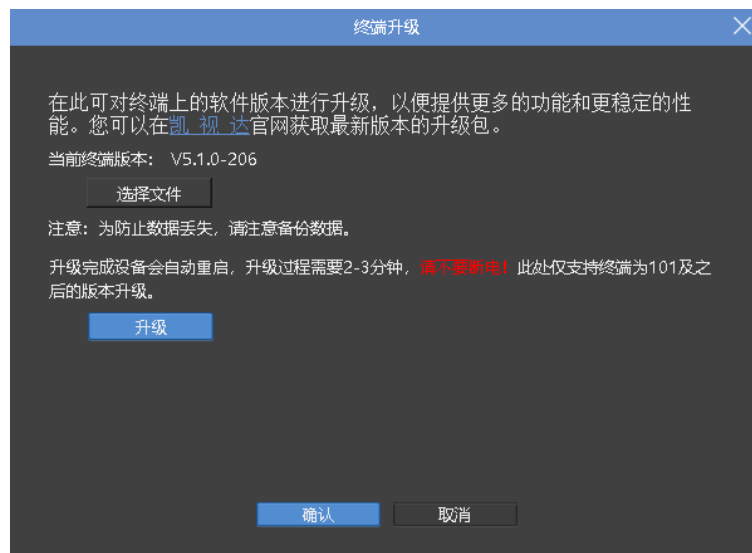 终端升级
在此可对终端上的软件版本进行升级，以便提供更多的功能和更稳定的性
能。您可以在凯 视 达官网获取最新版本的升级包。
当前终端版本： V5.1.0-206
选择文件
注意：为防止数据丢失，请注意备份数据。
升级完成设备会自动重启，升级过程需要2-3分钟，请不要断电！此处仅支持终端为101及之
后的版本升级。
升级
确认 取消